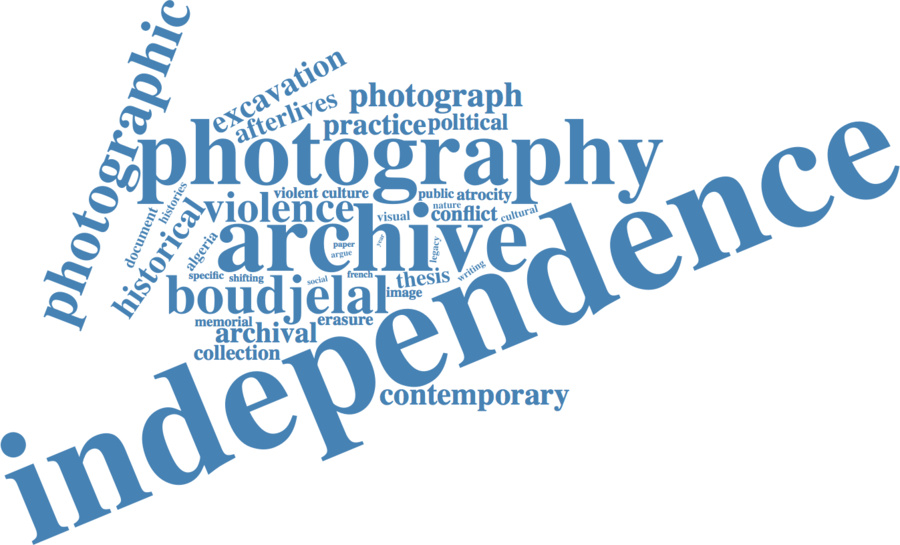 photographic
excavation
afterlives
photograph
practice
political
photography
independence
histories
violent culture
public
atrocity
document
historical
violence
nature
visual
conflict
cultural
archive
algeria
paper
argue
year
legacy
specific
shifting
social
french
thesis
writing
boudjelal
image
memorial
erasure
archival
collection
contemporary